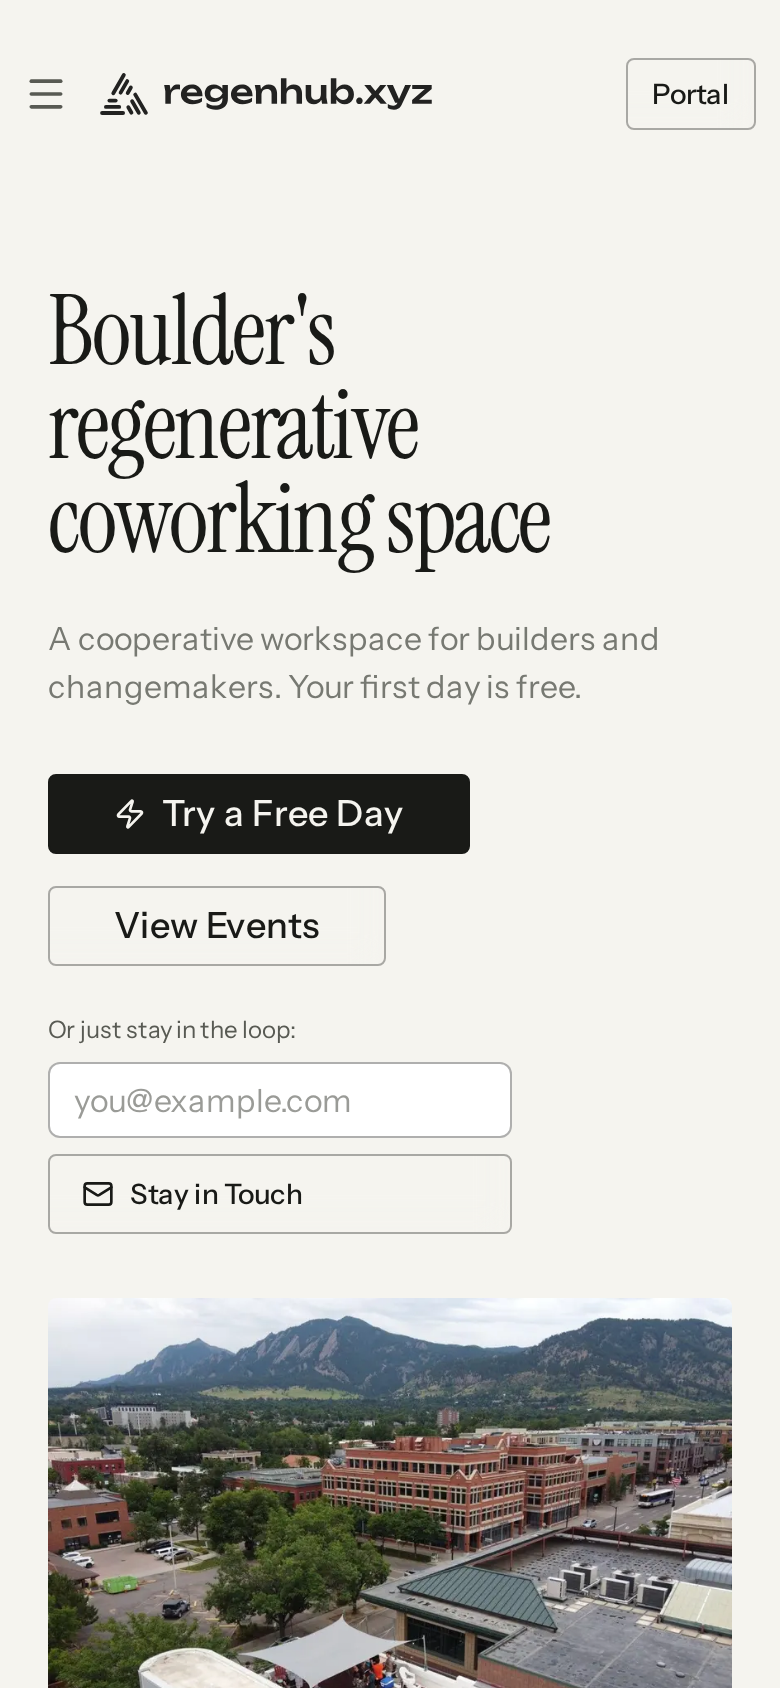 regenhub.xyz
Portal
Boulder's
regenerative
coworking space
A cooperative workspace for builders and
changemakers. Your first day is free.
Try a Free Day
View Events
Or just stay in the loop:
you@example.com
Stay in Touch